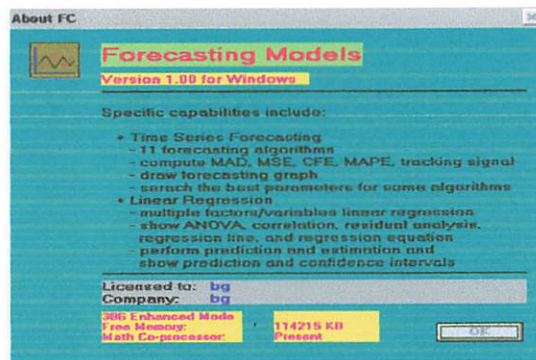 About FC
Forecasting Models
Version 1.00 for Windows
Specific capabilities include:
• Time Series Forecasting
- 11 forecasting algorithms
- compute MAD, MSE, CFE, MAPE, tracking signal
- draw forecasting graph
- serach the best parameters for some algorithms
• Linear Regression
- multiple factors/variables linear regression
- show ANOVA, correlation, residual analysis,
regression line, and regression equation
- perform prediction and estimation and
show prediction and confidence intervals
Licensed to: bg
Company: bg
386 Enhanced Mode
Free Memory: 114215 KB
Math Co-processor: Present
OK